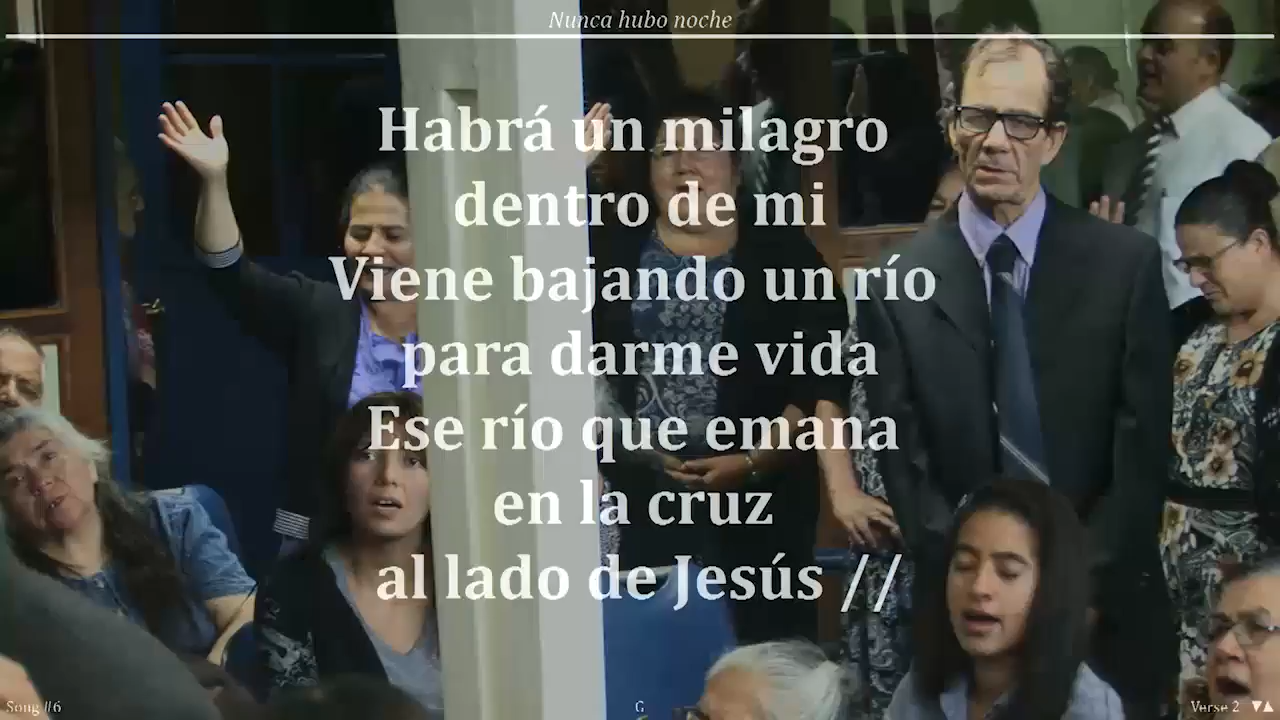 Nunca hubo noche
Habrá un milagro
dentro de mi
Viene bajando un río
para darme vida
Ese río que emana
en la cruz
al lado de Jesús //
Song #6
G
Verse 2 ▼▲